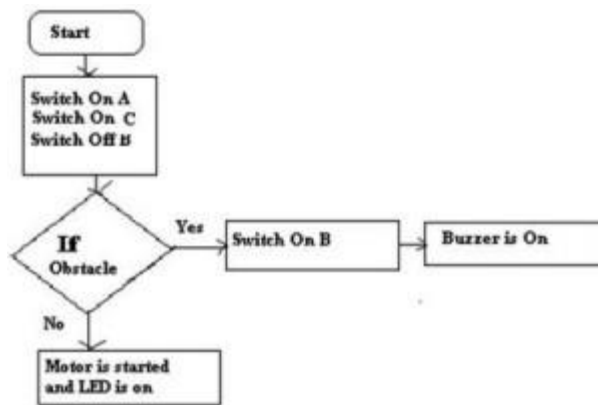 Start
Switch On A
Switch On C
Switch Off B
If
Obstacle
Yes
Switch On B
Buzzer is On
No
Motor is started
and LED is on